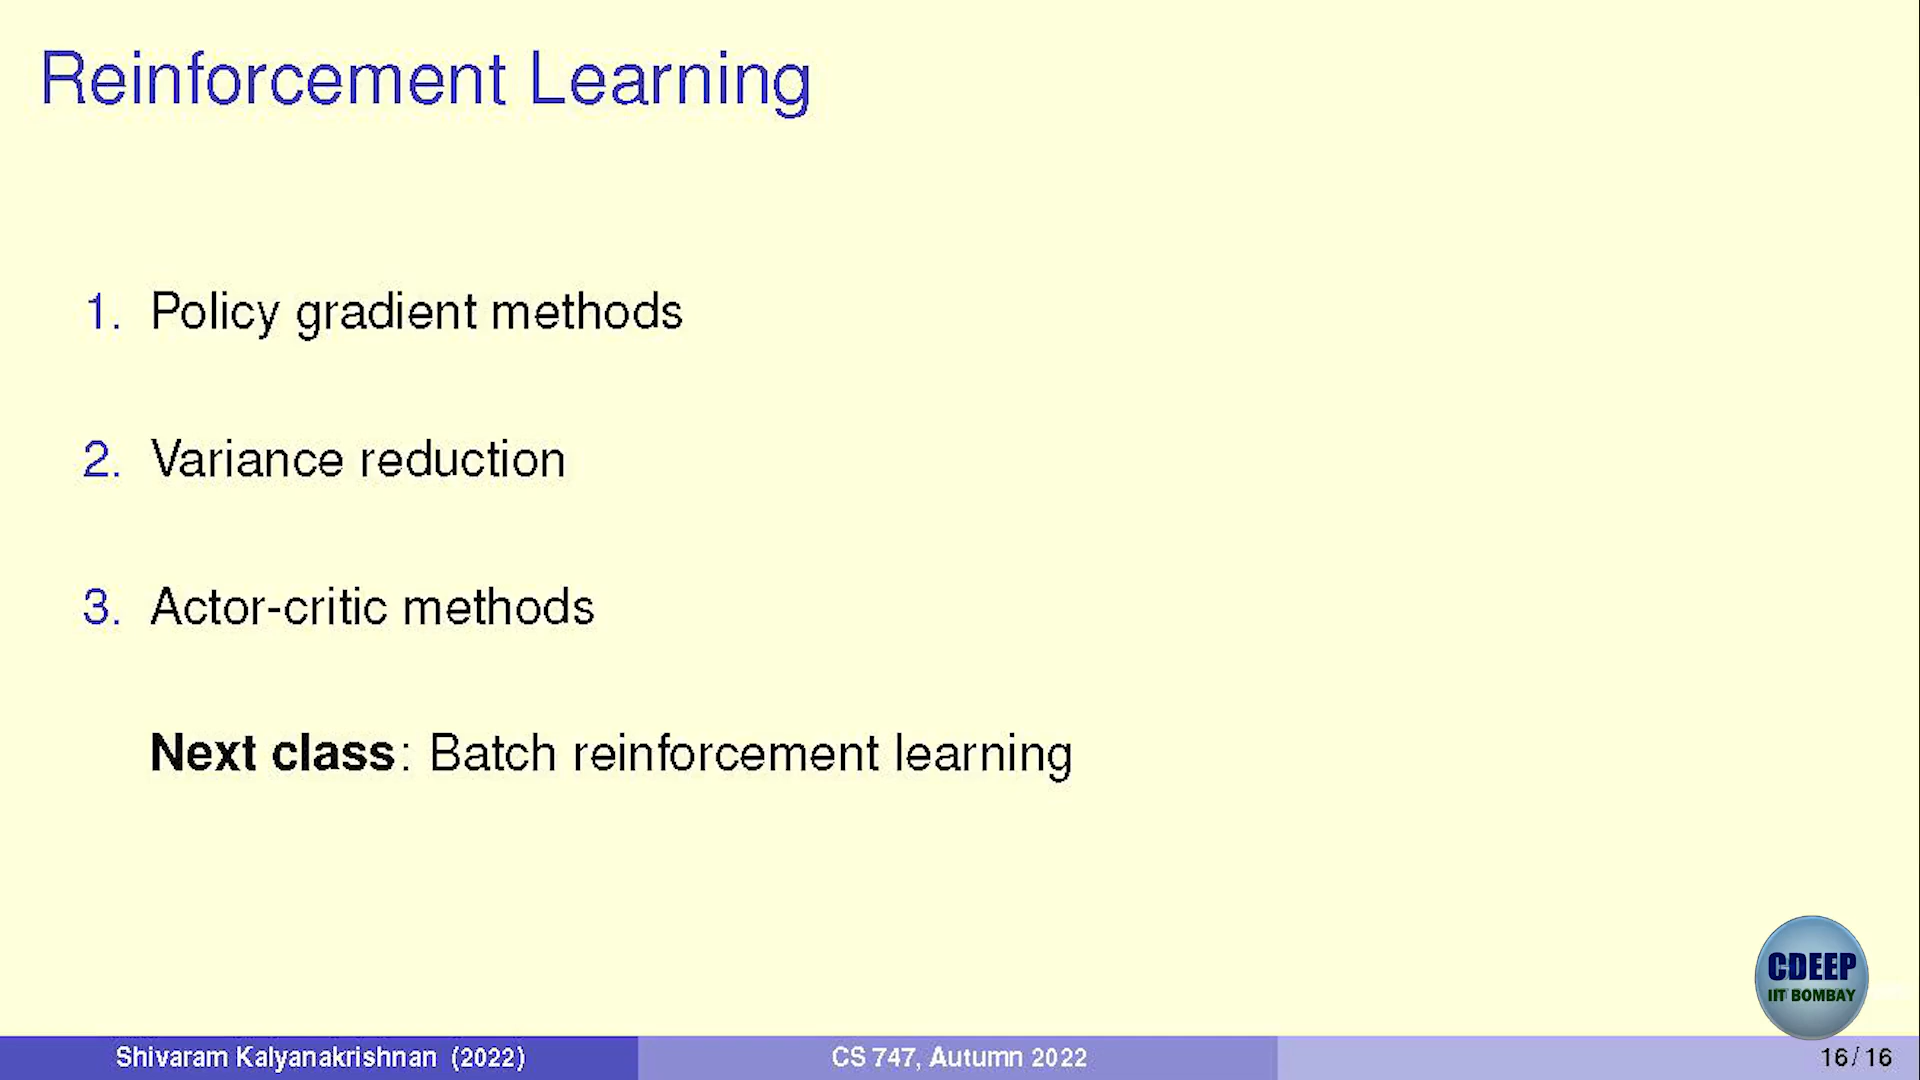 Reinforcement Learning
1. Policy gradient methods
2. Variance reduction
3. Actor-critic methods
Next class: Batch reinforcement learning
CDEEP
IIT BOMBAY
Shivaram Kalyanakrishnan (2022)
CS 747, Autumn 2022
16/16